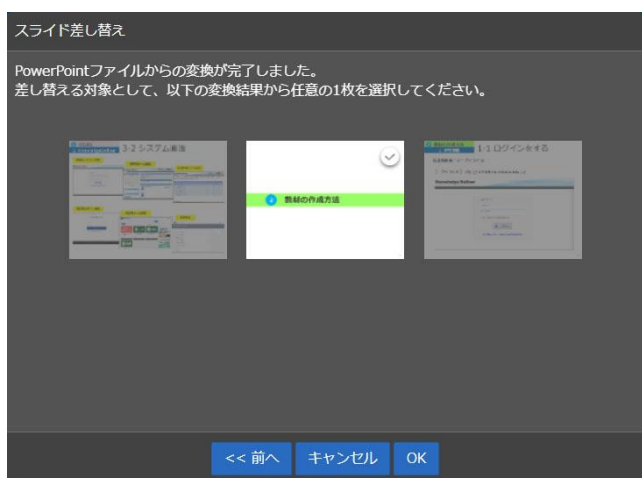 スライド差し替え
PowerPointファイルからの変換が完了しました。
差し替える対象として、以下の変換結果から任意の1枚を選択してください。
3-2 システム構造
教材の作成方法
1-1 ログインをする
<< 前へ
キャンセル
OK